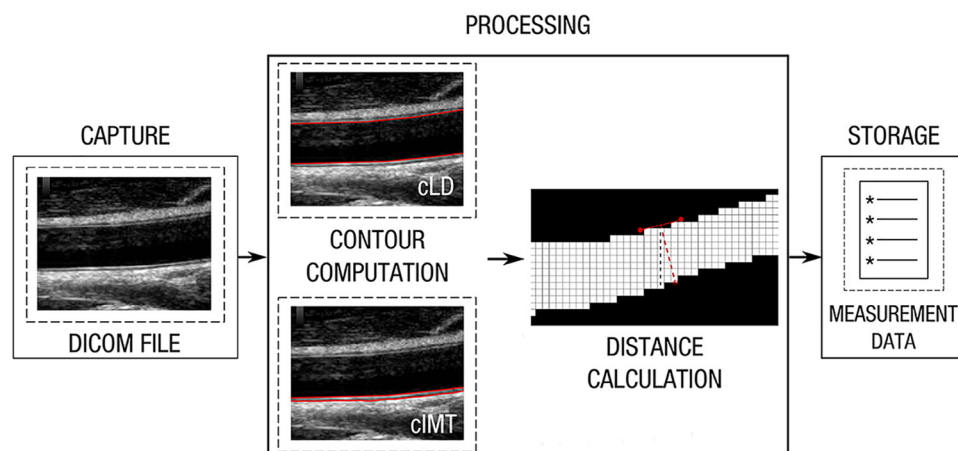 PROCESSING
CAPTURE
DICOM FILE
cLD
CONTOUR
COMPUTATION
cIMT
DISTANCE
CALCULATION
STORAGE
*
*
*
*
MEASUREMENT
DATA